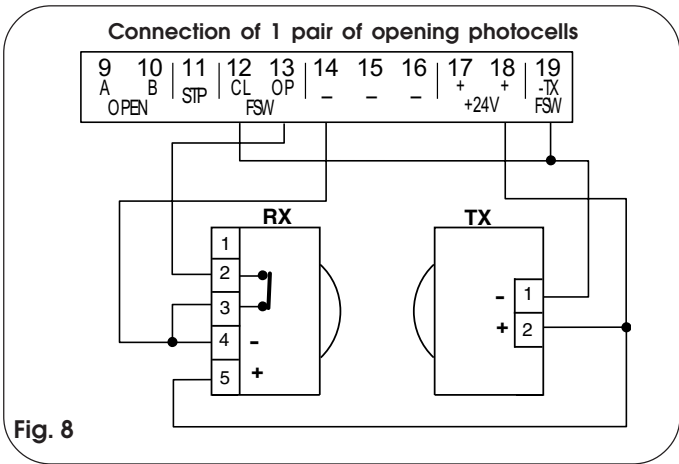 Connection of 1 pair of opening photocells
9 10 11 12 13 14 15 16 17 18 19
A B STP CL OP _ _ _ + + -TX
OPEN FSW +24V FSW
RX TX
1
2
3
4 -
5 +
- 1
+ 2
Fig. 8